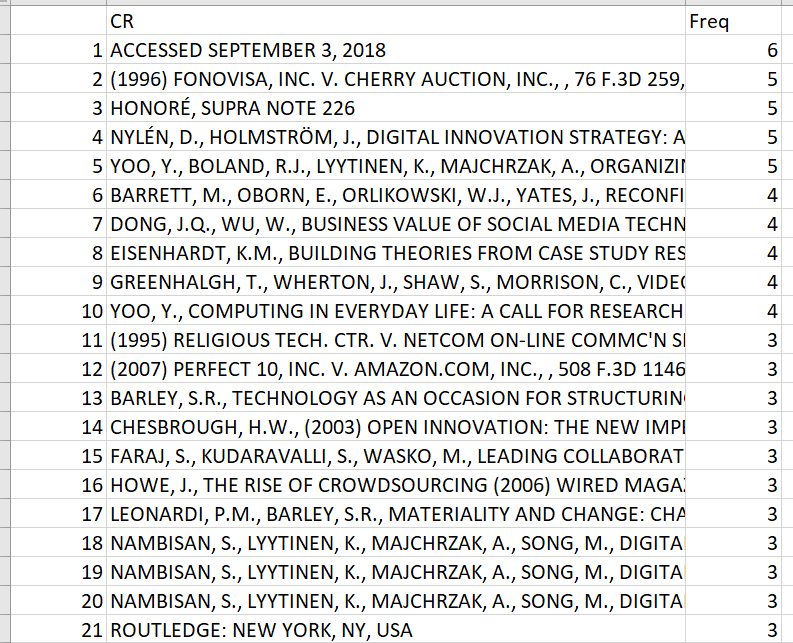 CR Freq
1 ACCESSED SEPTEMBER 3, 2018 6
2 (1996) FONOVISA, INC. V. CHERRY AUCTION, INC., , 76 F.3D 259, 5
3 HONORÉ, SUPRA NOTE 226 5
4 NYLÉN, D., HOLMSTRÖM, J., DIGITAL INNOVATION STRATEGY: A 5
5 YOO, Y., BOLAND, R.J., LYYTINEN, K., MAJCHRZAK, A., ORGANIZI 5
6 BARRETT, M., OBORN, E., ORLIKOWSKI, W.J., YATES, J., RECONFI 4
7 DONG, J.Q., WU, W., BUSINESS VALUE OF SOCIAL MEDIA TECHN 4
8 EISENHARDT, K.M., BUILDING THEORIES FROM CASE STUDY RES 4
9 GREENHALGH, T., WHERTON, J., SHAW, S., MORRISON, C., VIDE 4
10 YOO, Y., COMPUTING IN EVERYDAY LIFE: A CALL FOR RESEARCH 4
11 (1995) RELIGIOUS TECH. CTR. V. NETCOM ON-LINE COMMC'N S 3
12 (2007) PERFECT 10, INC. V. AMAZON.COM, INC., , 508 F.3D 1146 3
13 BARLEY, S.R., TECHNOLOGY AS AN OCCASION FOR STRUCTURIN 3
14 CHESBROUGH, H.W., (2003) OPEN INNOVATION: THE NEW IMP 3
15 FARAJ, S., KUDARAVALLI, S., WASKO, M., LEADING COLLABORAT 3
16 HOWE, J., THE RISE OF CROWDSOURCING (2006) WIRED MAGA 3
17 LEONARDI, P.M., BARLEY, S.R., MATERIALITY AND CHANGE: CHA 3
18 NAMBISAN, S., LYYTINEN, K., MAJCHRZAK, A., SONG, M., DIGITA 3
19 NAMBISAN, S., LYYTINEN, K., MAJCHRZAK, A., SONG, M., DIGITA 3
20 NAMBISAN, S., LYYTINEN, K., MAJCHRZAK, A., SONG, M., DIGITA 3
21 ROUTLEDGE: NEW YORK, NY, USA 3